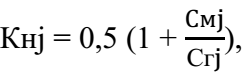 Кнј = 0,5 (1 + Смј/Сгј),